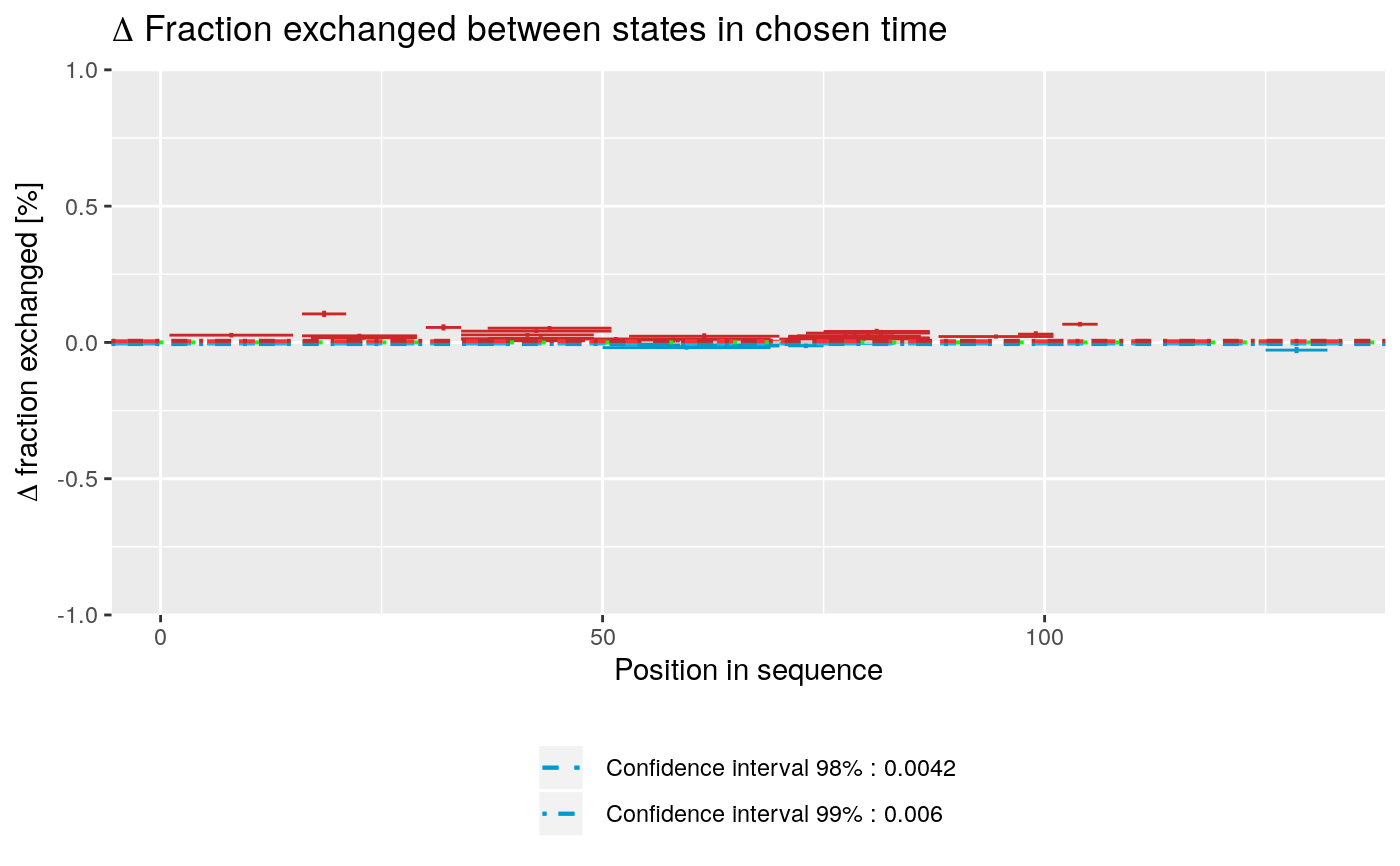 Δ Fraction exchanged between states in chosen time
1.0
0.5
0.0
-0.5
-1.0
Δ fraction exchanged [%]
0
50
100
Position in sequence
Confidence interval 98% : 0.0042
Confidence interval 99% : 0.006